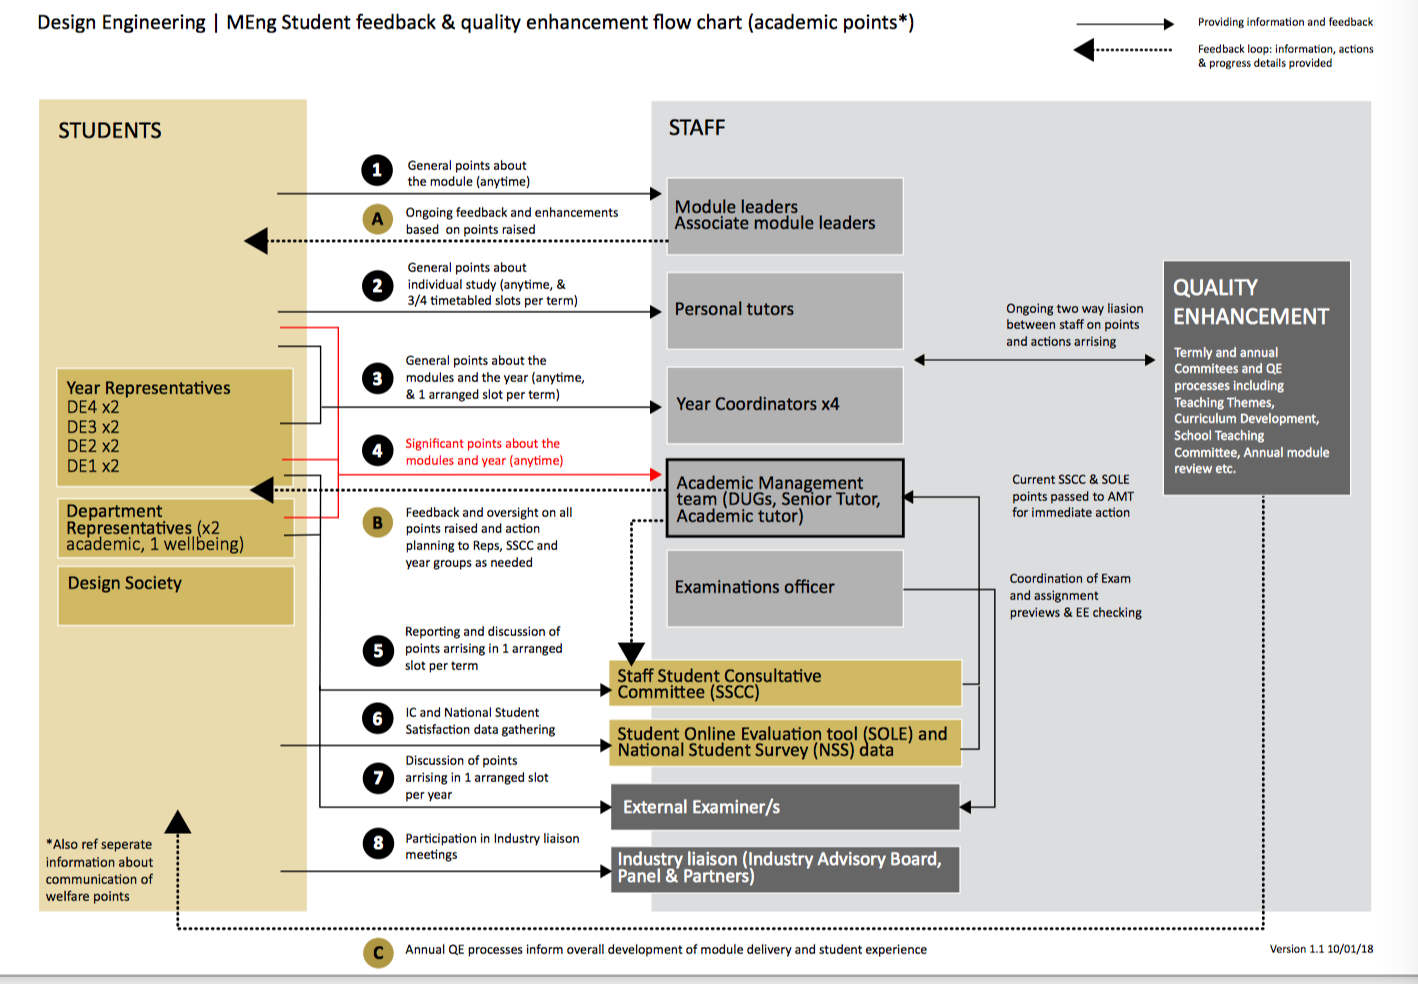 Design Engineering | MEng Student feedback & quality enhancement flow chart (academic points*)
Providing information and feedback
Feedback loop: information, actions
& progress details provided
STUDENTS
STAFF
1
General points about
the module (anytime)
A
Ongoing feedback and enhancements
based on points raised
Module leaders
Associate module leaders
2
General points about
individual study (anytime, &
3/4 timetabled slots per term)
Personal tutors
Ongoing two way liasion
between staff on points
and actions arising
QUALITY
ENHANCEMENT
Termly and annual
Commitees and QE
processes including
Teaching Themes,
Curriculum Development,
School Teaching
Committee, Annual module
review etc.
Year Representatives
DE4 x2
DE3 x2
DE2 x2
DE1 x2
3
General points about the
modules and the year (anytime,
& 1 arranged slot per term)
Year Coordinators x4
4
Significant points about the
modules and year (anytime)
Academic Management
team (DUGs, Senior Tutor,
Academic tutor)
Current SSCC & SOLE
points passed to AMT
for immediate action
Department
Representatives (x2
academic, 1 wellbeing)
B
Feedback and oversight on all
points raised and action
planning to Reps, SSCC and
year groups as needed
Design Society
Examinations officer
Coordination of Exam
and assignment
previews & EE checking
5
Reporting and discussion of
points arising in 1 arranged
slot per term
Staff Student Consultative
Committee (SSCC)
6
IC and National Student
Satisfaction data gathering
Student Online Evaluation tool (SOLE) and
National Student Survey (NSS) data
7
Discussion of points
arising in 1 arranged slot
per year
External Examiner/s
8
Participation in Industry liaison
meetings
Industry liaison (Industry Advisory Board,
Panel & Partners)
*Also ref seperate
information about
communication of
welfare points
C
Annual QE processes inform overall development of module delivery and student experience
Version 1.1 10/01/18